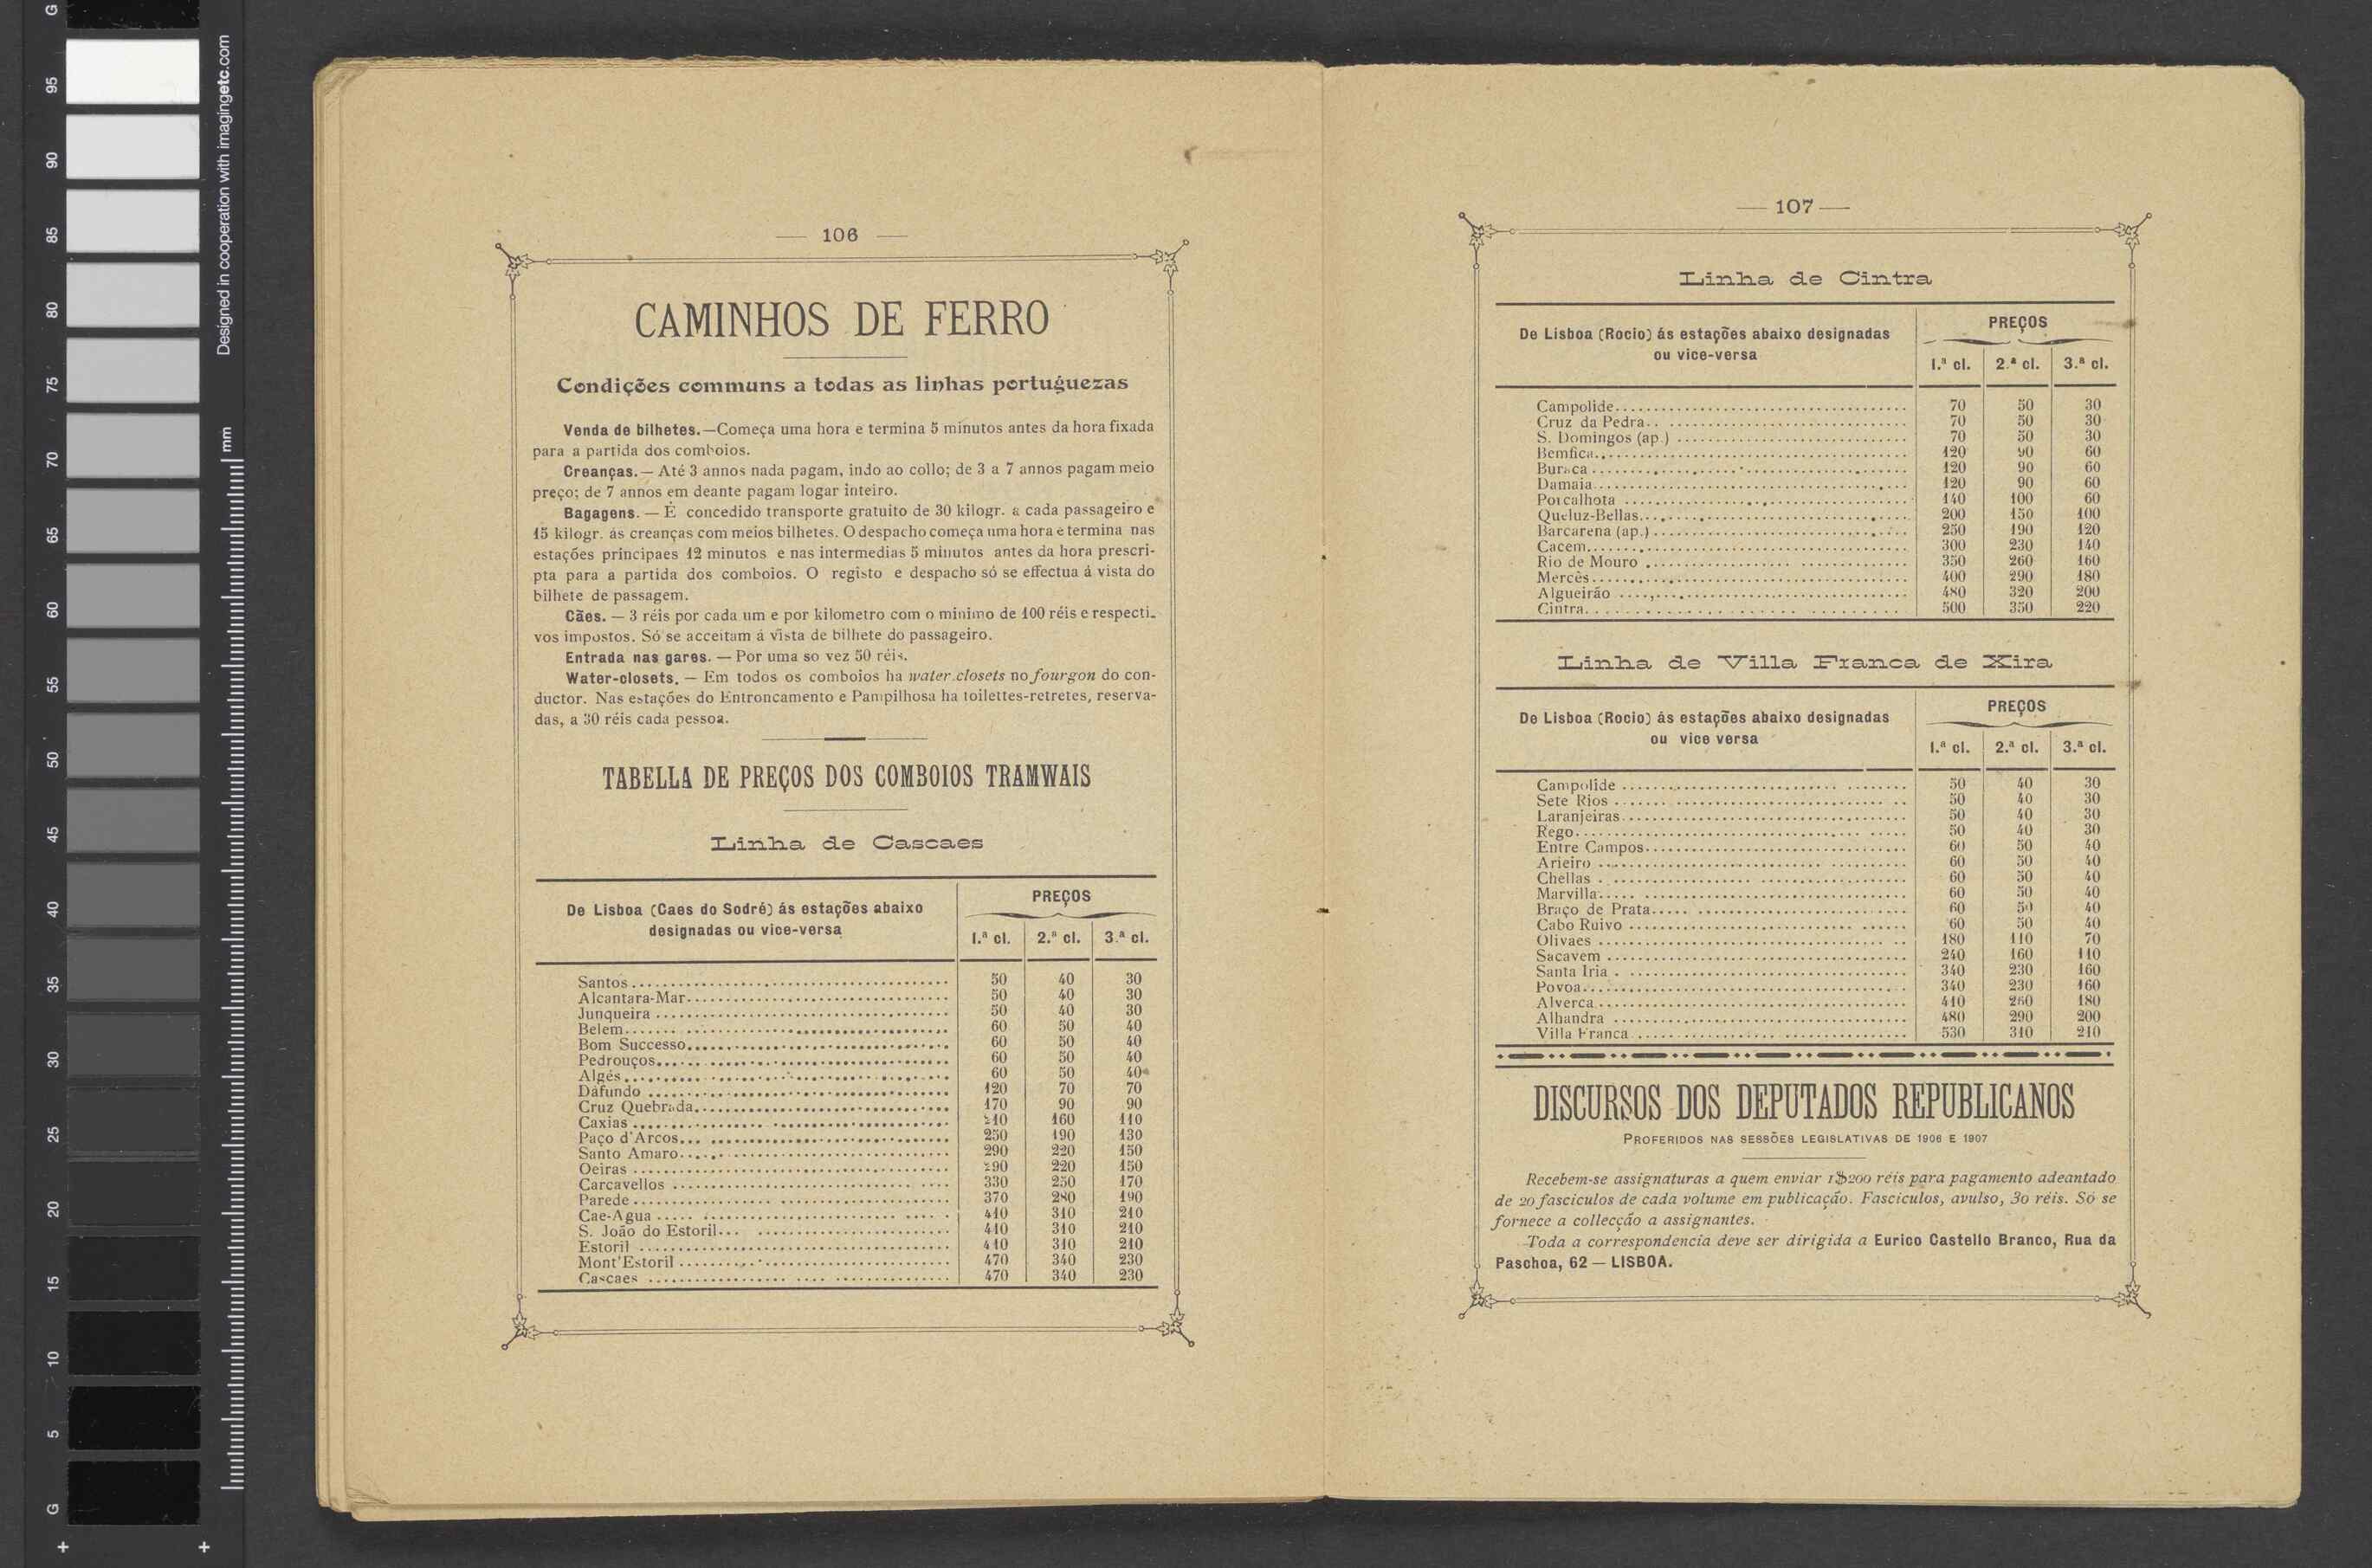 Designed in cooperation with imagingetc.com
mm
G
95
90
85
80
75
70
65
60
55
50
45
40
35
30
25
20
15
10
5
G
— 106 —
CAMINHOS DE FERRO
Condições communs a todas as linhas portuguezas
Venda de bilhetes.—Começa uma hora e termina 5 minutos antes da hora fixada
para a partida dos comboios.
Creanças.— Até 3 annos nada pagam, indo ao collo; de 3 a 7 annos pagam meio
preço; de 7 annos em deante pagam logar inteiro.
Bagagens. — É concedido transporte gratuito de 30 kilogr. a cada passageiro e
15 kilogr. ás creanças com meios bilhetes. O despacho começa uma hora e termina nas
estações principaes 12 minutos e nas intermedias 5 minutos antes da hora prescri-
pta para a partida dos comboios. O registo e despacho só se effectua á vista do
bilhete de passagem.
Cães. — 3 réis por cada um e por kilometro com o minimo de 100 réis e respecti-
vos impostos. Só se acceitam á vista de bilhete do passageiro.
Entrada nas gares. — Por uma so vez 50 réis.
Water-closets. — Em todos os comboios ha water.closets no fourgon do con-
ductor. Nas estações do Entroncamento e Pampilhosa ha toilettes-retretes, reserva-
das, a 30 réis cada pessoa.
TABELLA DE PREÇOS DOS COMBOIOS TRAMWAIS
Linha de Cascaes
De Lisboa (Caes do Sodré) ás estações abaixo
designadas ou vice-versa
PREÇOS
1.ª cl. 2.ª cl. 3.ª cl.
Santos 50 40 30
Alcantara-Mar 50 40 30
Junqueira 50 40 30
Belem 60 50 40
Bom Successo 60 50 40
Pedrouços 60 50 40
Algés 60 50 40
Dáfundo 120 70 70
Cruz Quebrada 170 90 90
Caxias 210 160 110
Paço d'Arcos 250 190 130
Santo Amaro 290 220 150
Oeiras 290 220 150
Carcavellos 330 250 170
Parede 370 280 190
Cae-Agua 410 310 210
S. João do Estoril 410 310 210
Estoril 410 310 210
Mont'Estoril 470 340 230
Cascaes 470 340 230
— 107 —
Linha de Cintra
De Lisboa (Rocio) ás estações abaixo designadas
ou vice-versa
PREÇOS
1.ª cl. 2.ª cl. 3.ª cl.
Campolide 70 50 30
Cruz da Pedra 70 50 30
S. Domingos (ap.) 70 50 30
Bemfica 120 90 60
Buraca 120 90 60
Damaia 120 90 60
Porcalhota 140 100 60
Queluz-Bellas 200 150 100
Barcarena (ap.) 250 190 120
Cacem 300 230 140
Rio de Mouro 350 260 160
Mercês 400 290 180
Algueirão 480 320 200
Cintra 500 350 220
Linha de Villa Franca de Xira
De Lisboa (Rocio) ás estações abaixo designadas
ou vice versa
PREÇOS
1.ª cl. 2.ª cl. 3.ª cl.
Campolide 50 40 30
Sete Rios 50 40 30
Laranjeiras 50 40 30
Rego 50 40 30
Entre Campos 60 50 40
Arieiro 60 50 40
Chellas 60 50 40
Marvilla 60 50 40
Braço de Prata 60 50 40
Cabo Ruivo 60 50 40
Olivaes 180 110 70
Sacavem 240 160 110
Santa Iria 340 230 160
Povoa 340 230 160
Alverca 410 260 180
Alhandra 480 290 200
Villa Franca 530 310 210
DISCURSOS DOS DEPUTADOS REPUBLICANOS
PROFERIDOS NAS SESSÕES LEGISLATIVAS DE 1906 E 1907
Recebem-se assignaturas a quem enviar 1$200 réis para pagamento adeantado
de 20 fasciculos de cada volume em publicação. Fasciculos, avulso, 30 réis. Só se
fornece a collecção a assignantes.
Toda a correspondencia deve ser dirigida a Eurico Castello Branco, Rua da
Paschoa, 62 — LISBOA.